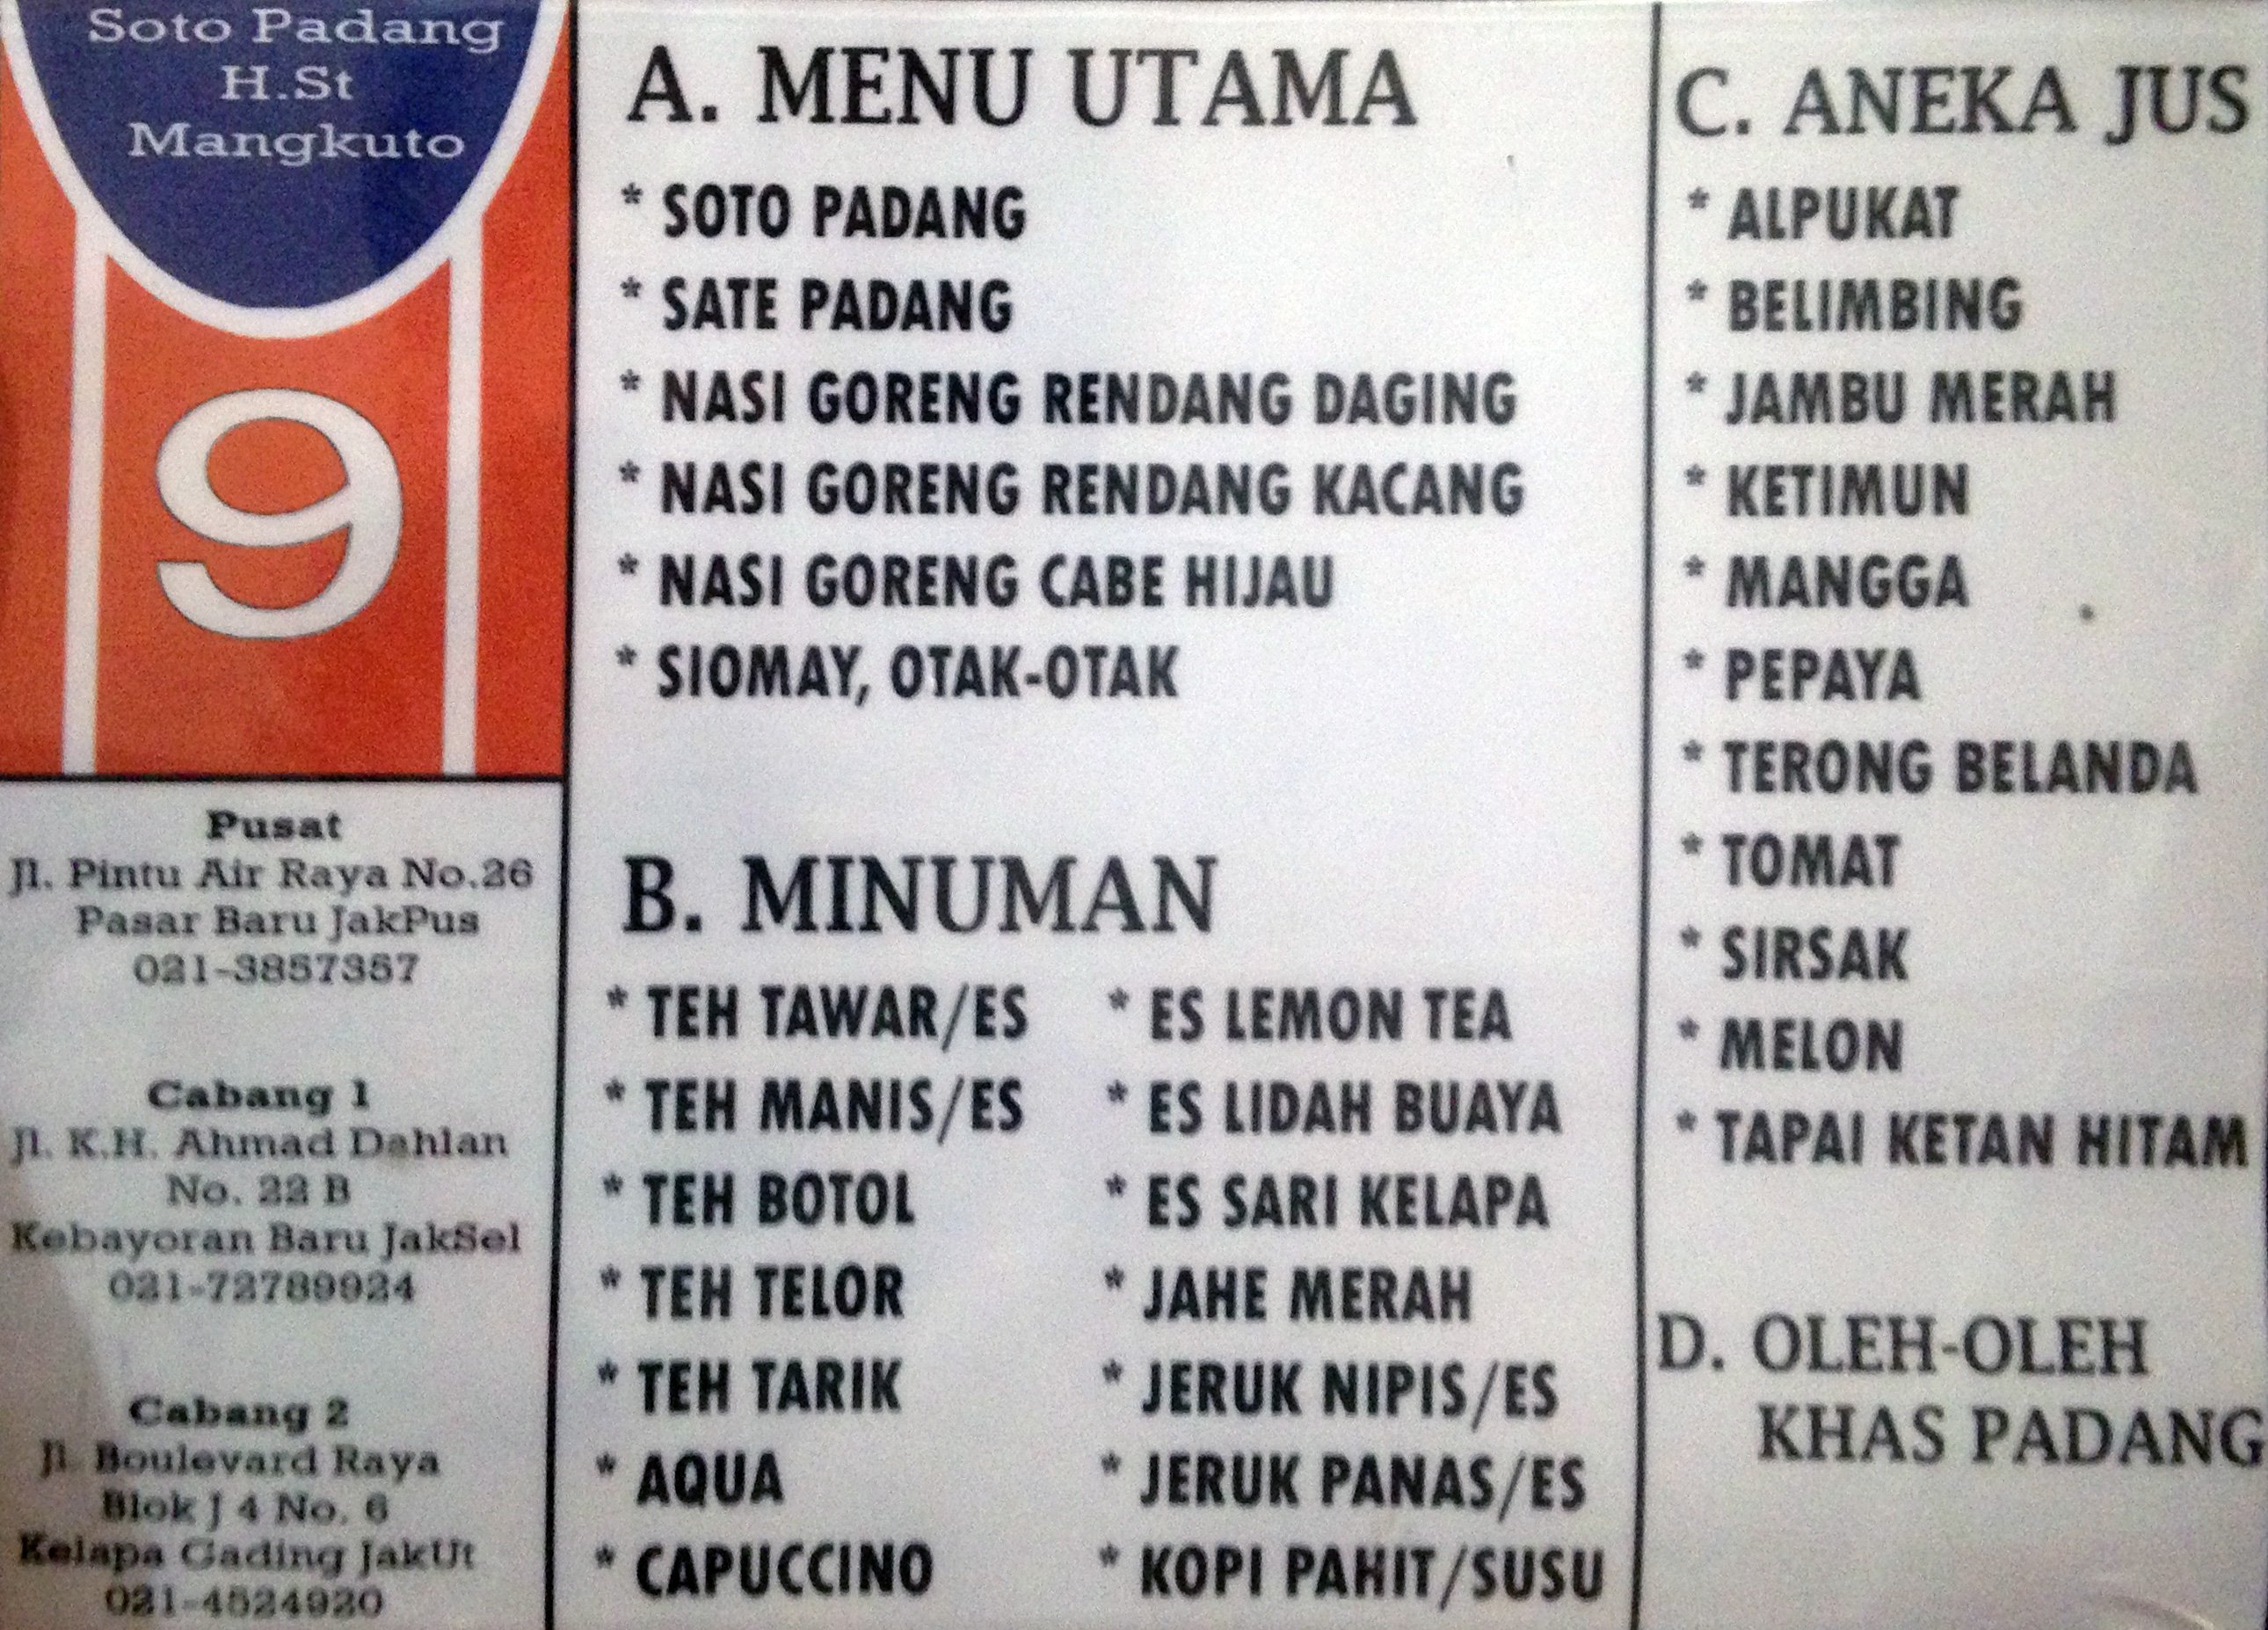 Soto Padang
H.St
Mangkuto
9
Pusat
Jl. Pintu Air Raya No.26
Pasar Baru JakPus
021-3857357
Cabang 1
Jl. K.H. Ahmad Dahlan
No. 22 B
Kebayoran Baru JakSel
021-72789924
Cabang 2
Jl. Boulevard Raya
Blok J 4 No. 6
Kelapa Gading JakUt
021-4524920
A. MENU UTAMA
* SOTO PADANG
* SATE PADANG
* NASI GORENG RENDANG DAGING
* NASI GORENG RENDANG KACANG
* NASI GORENG CABE HIJAU
* SIOMAY, OTAK-OTAK
B. MINUMAN
* TEH TAWAR/ES
* TEH MANIS/ES
* TEH BOTOL
* TEH TELOR
* TEH TARIK
* AQUA
* CAPUCCINO
* ES LEMON TEA
* ES LIDAH BUAYA
* ES SARI KELAPA
* JAHE MERAH
* JERUK NIPIS/ES
* JERUK PANAS/ES
* KOPI PAHIT/SUSU
C. ANEKA JUS
* ALPUKAT
* BELIMBING
* JAMBU MERAH
* KETIMUN
* MANGGA
* PEPAYA
* TERONG BELANDA
* TOMAT
* SIRSAK
* MELON
* TAPAI KETAN HITAM
D. OLEH-OLEH
KHAS PADANG